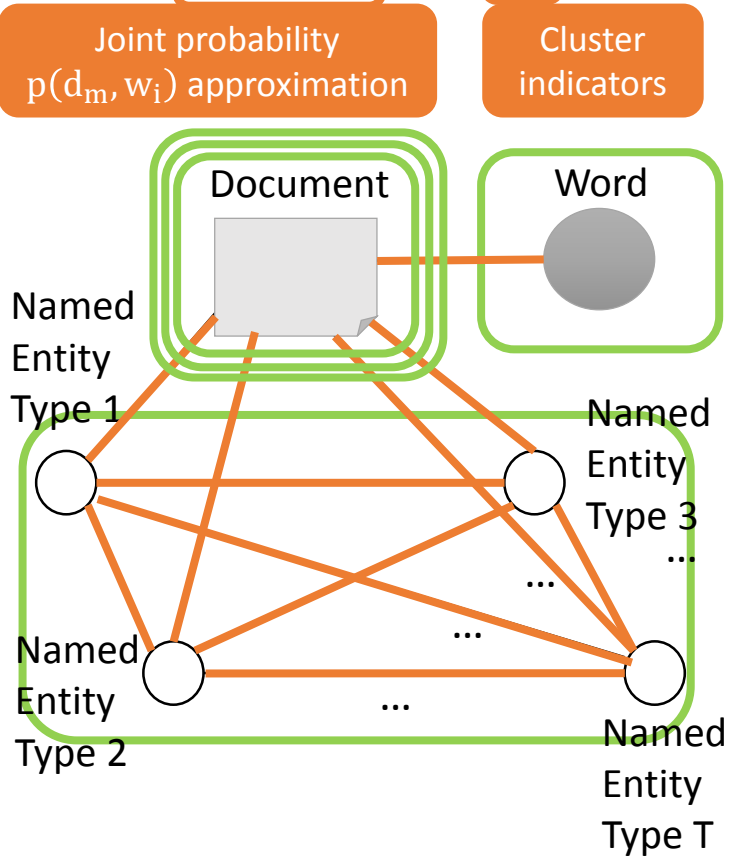 Joint probability
p(dₘ, wᵢ) approximation
Cluster
indicators
Document
Word
Named
Entity
Type 1
Named
Entity
Type 3
...
...
...
Named
Entity
Type 2
...
Named
Entity
Type T